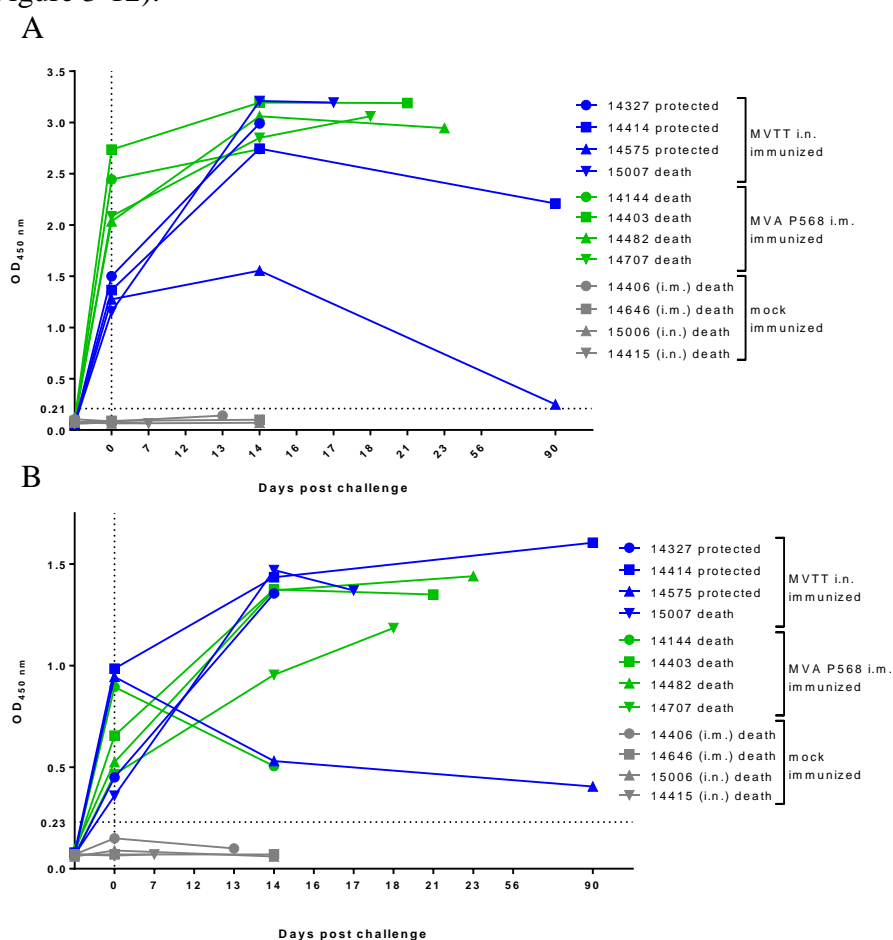 A
3.5
3.0
2.5
2.0
1.5
1.0
0.5
0.21
0.0
OD450 nm
0 7 12 13 14 16 17 18 21 23 56 90
Days post challenge
14327 protected
14414 protected
14575 protected
15007 death
MVTT i.n.
immunized
14144 death
14403 death
14482 death
14707 death
MVA P568 i.m.
immunized
14406 (i.m.) death
14646 (i.m.) death
15006 (i.n.) death
14415 (i.n.) death
mock
immunized
B
1.5
1.0
0.5
0.23
0.0
OD450 nm
0 7 12 13 14 16 17 18 21 23 56 90
Days post challenge
14327 protected
14414 protected
14575 protected
15007 death
MVTT i.n.
immunized
14144 death
14403 death
14482 death
14707 death
MVA P568 i.m.
immunized
14406 (i.m.) death
14646 (i.m.) death
15006 (i.n.) death
14415 (i.n.) death
mock
immunized